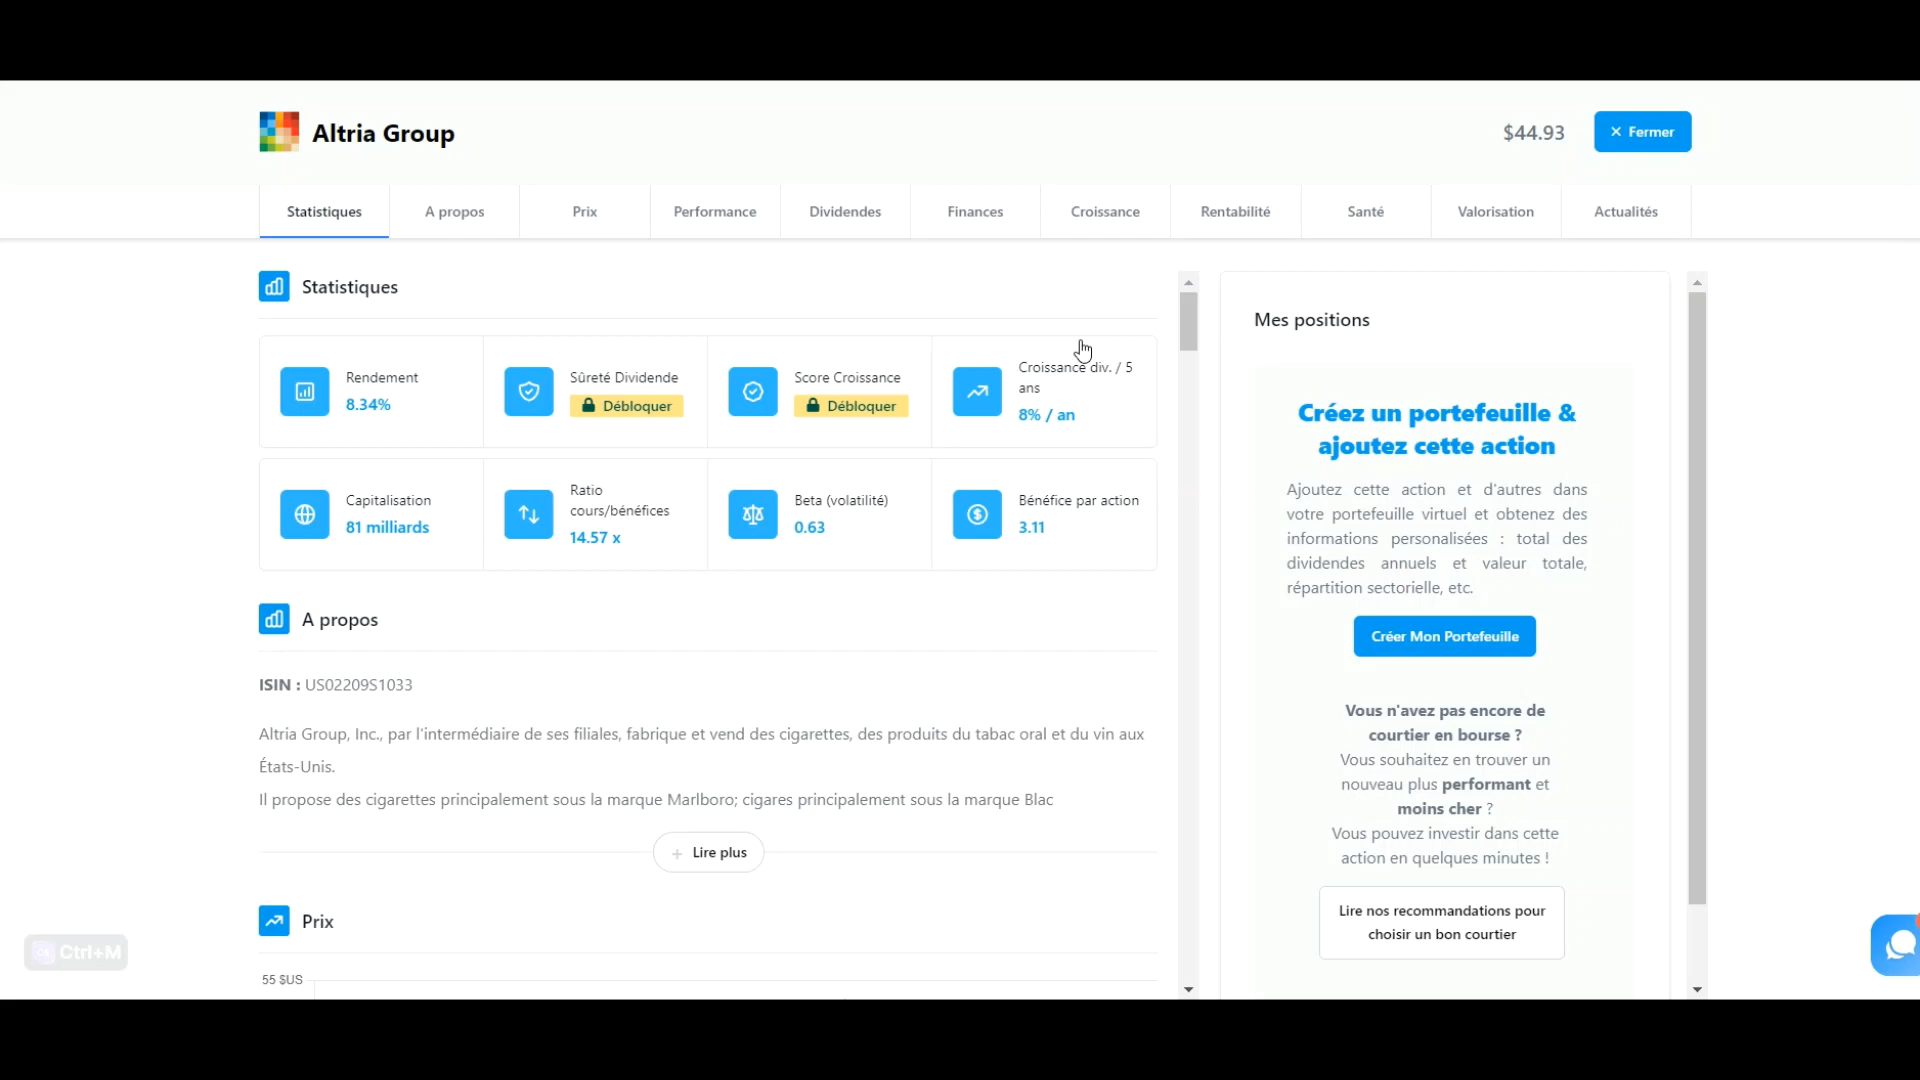 Altria Group
$44.93
Fermer
Statistiques
A propos
Prix
Performance
Dividendes
Finances
Croissance
Rentabilité
Santé
Valorisation
Actualités
Statistiques
Rendement
8.34%
Sûreté Dividende
Débloquer
Score Croissance
Débloquer
Croissance div. / 5
ans
8% / an
Capitalisation
81 milliards
Ratio
cours/bénéfices
14.57 x
Beta (volatilité)
0.63
Bénéfice par action
3.11
A propos
ISIN : US02209S1033
Altria Group, Inc., par l'intermédiaire de ses filiales, fabrique et vend des cigarettes, des produits du tabac oral et du vin aux
États-Unis.
Il propose des cigarettes principalement sous la marque Marlboro; cigares principalement sous la marque Blac
Lire plus
Prix
55 $US
Mes positions
Créez un portefeuille &
ajoutez cette action
Ajoutez cette action et d'autres dans
votre portefeuille virtuel et obtenez des
informations personalisées : total des
dividendes annuels et valeur totale,
répartition sectorielle, etc.
Créer Mon Portefeuille
Vous n'avez pas encore de
courtier en bourse ?
Vous souhaitez en trouver un
nouveau plus performant et
moins cher ?
Vous pouvez investir dans cette
action en quelques minutes !
Lire nos recommandations pour
choisir un bon courtier
Ctrl+M